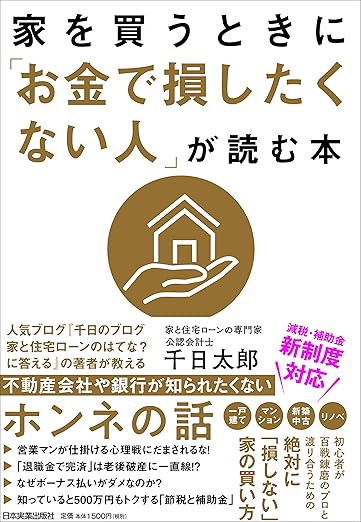 家を買うときに
「お金で損したく
ない人」が読む本
人気ブログ『千日のブログ
家と住宅ローンのはてな?
に答える』の著者が教える
家と住宅ローンの専門家
公認会計士
千日太郎
減税・補助金
新制度
対応
不動産会社や銀行が知られたくない
ホンネの話
一戸
建て
マン
ション
新築
中古
リノベ
営業マンが仕掛ける心理戦にだまされるな!
「退職金で完済」は老後破産に一直線!?
なぜボーナス払いがダメなのか?
知っていると500万円もトクする「節税と補助金」
初心者が
百戦錬磨のプロと
渡り合うための
絶対に
「損しない」
家の買い方
日本実業出版社 定価 本体1500円(税別)